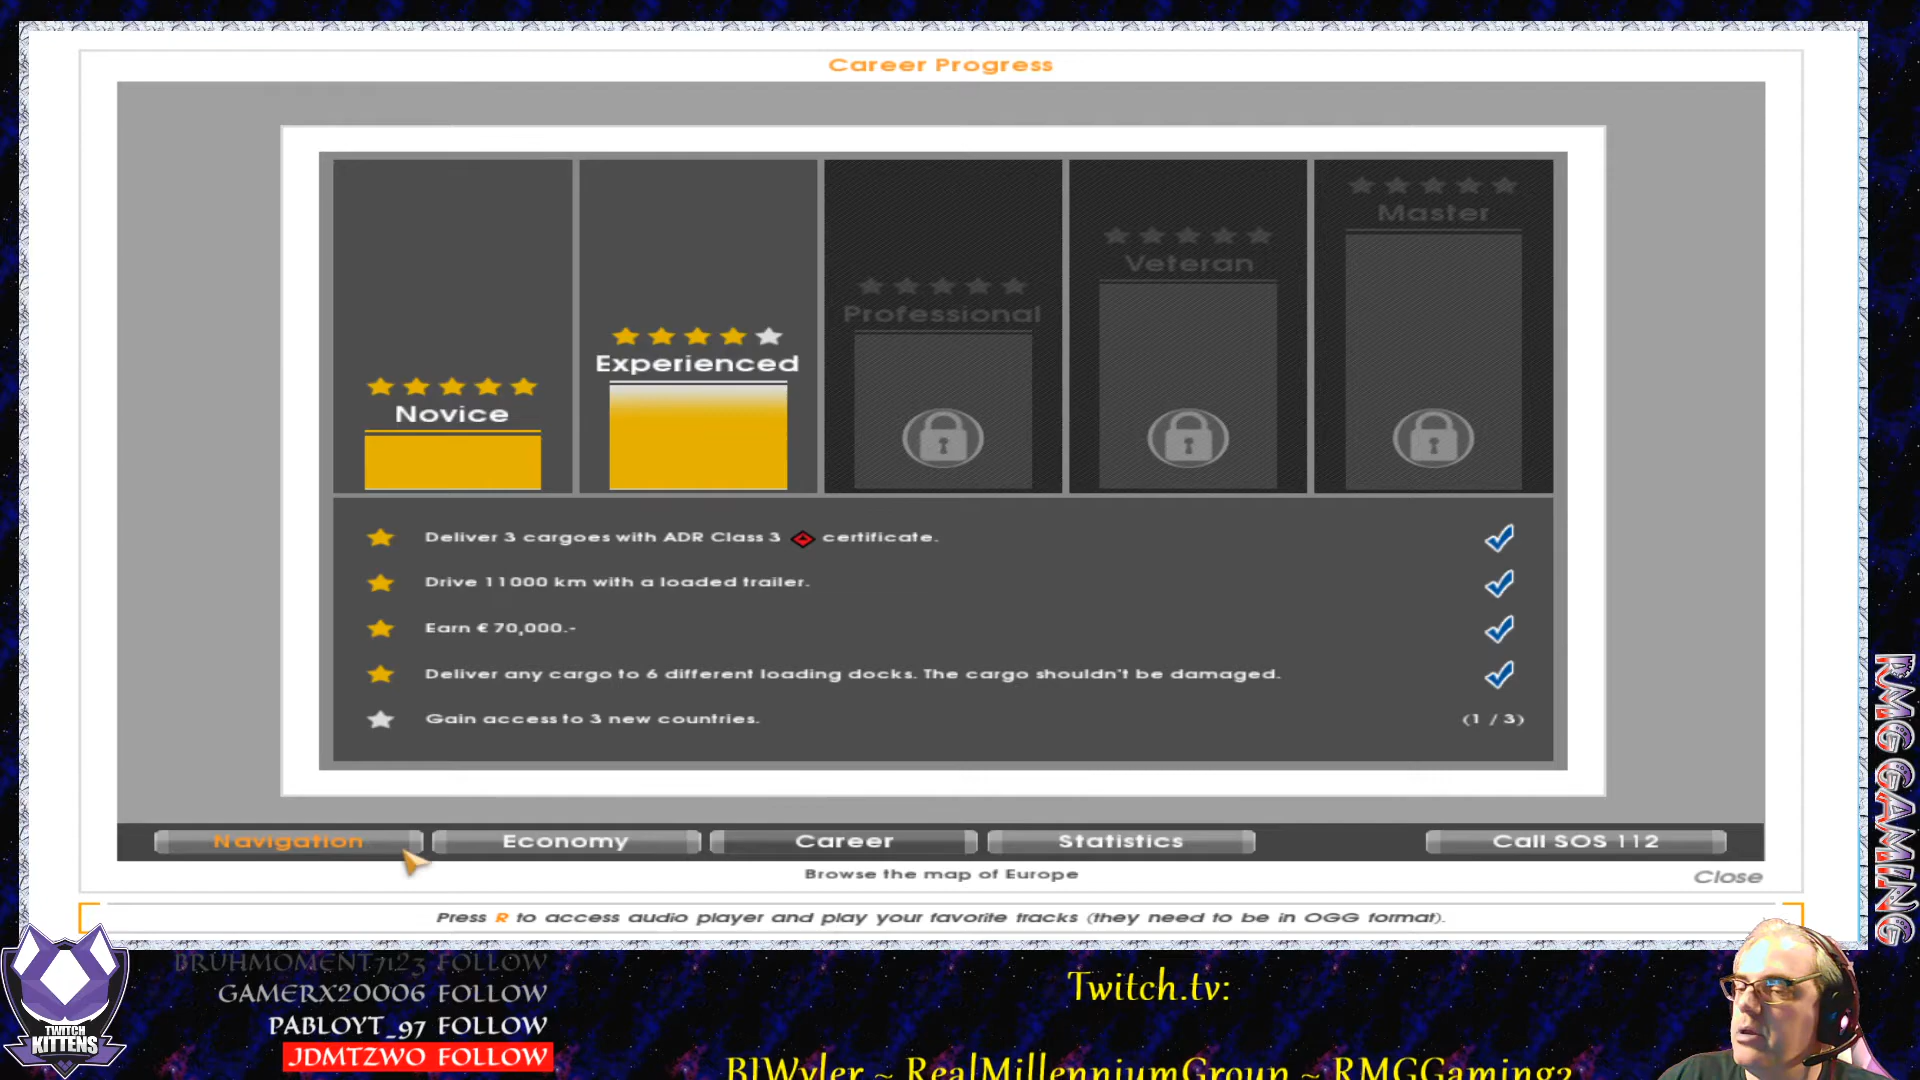 Career Progress
Master
Veteran
Professional
Experienced
Novice
Deliver 3 cargoes with ADR Class 3 certificate.
Drive 11000 km with a loaded trailer.
Earn € 70,000.-
Deliver any cargo to 6 different loading docks. The cargo shouldn't be damaged.
Gain access to 3 new countries. (1 / 3)
Navigation Economy Career Statistics Call SOS 112
Browse the map of Europe
Close
Press R to access audio player and play your favorite tracks (they need to be in OGG format).
RMG GAMING
TWITCH
KITTENS
BRUHMOMENT7123 FOLLOW
GAMERX20006 FOLLOW
PABLOYT_97 FOLLOW
JDMTZWO FOLLOW
Twitch.tv:
BJWyler ~ RealMillenniumGroup ~ RMGGaming2